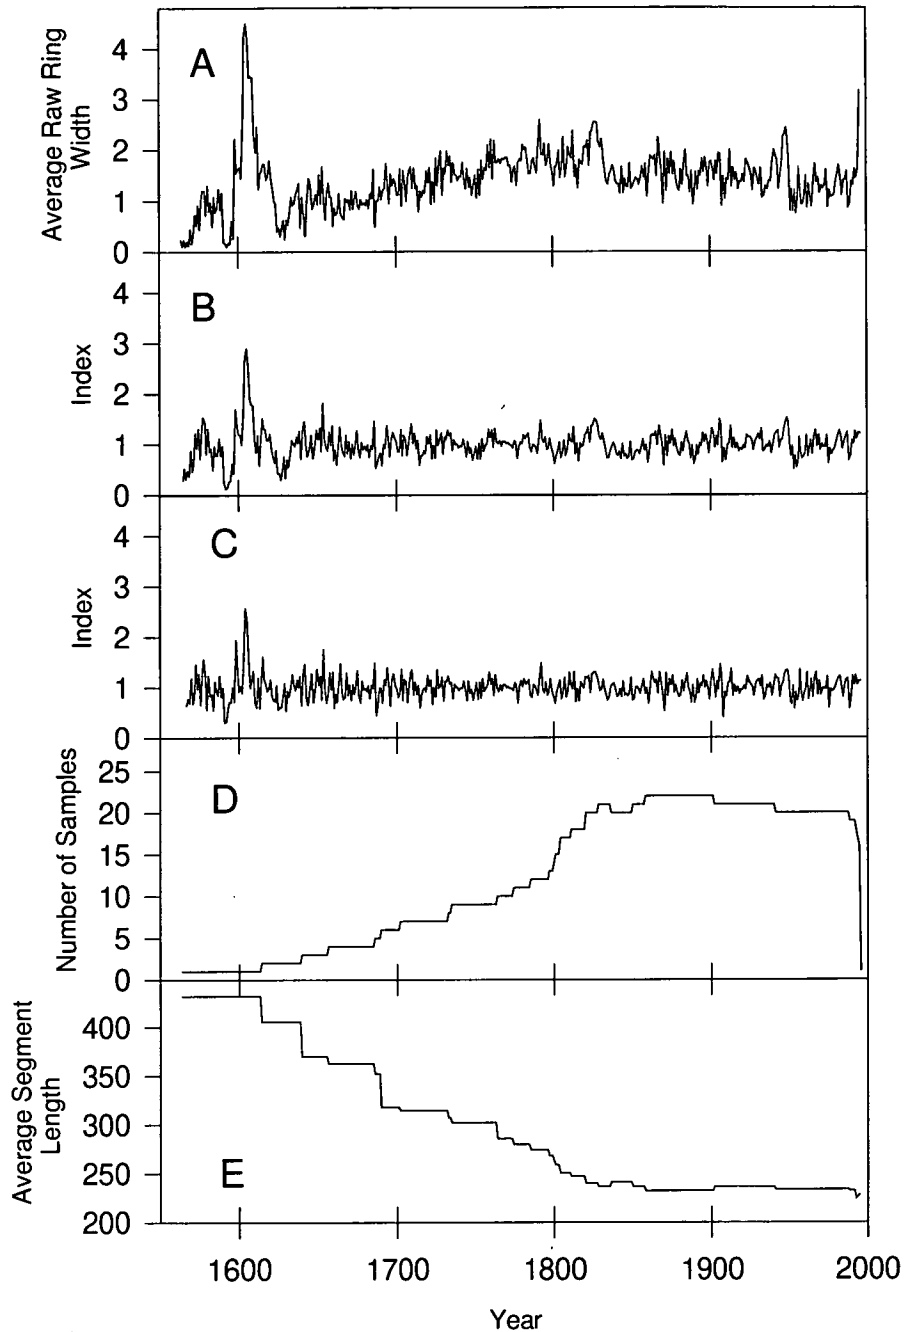 Average Raw Ring
Width
A
4
3
2
1
0
Index
B
4
3
2
1
0
Index
C
4
3
2
1
0
Number of Samples
D
25
20
15
10
5
0
Average Segment
Length
E
400
350
300
250
200
1600 1700 1800 1900 2000
Year